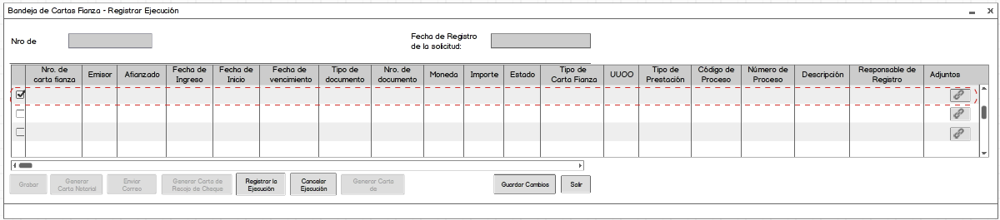 Bandeja de Cartas Fianza - Registrar Ejecución
Nro de
Fecha de Registro
de la solicitud:
Nro. de
carta fianza
Emisor
Afianzado
Fecha de
Ingreso
Fecha de
Inicio
Fecha de
vencimiento
Tipo de
documento
Nro. de
documento
Moneda
Importe
Estado
Tipo de
Carta Fianza
UUOO
Tipo de
Prestación
Código de
Proceso
Número de
Proceso
Descripción
Responsable de
Registro
Adjuntos
Grabar
Generar
Carta Notarial
Enviar
Correo
Generar Carta de
Recojo de Cheque
Registrar la
Ejecución
Cancelar
Ejecución
Generar Carta
de
Guardar Cambios
Salir